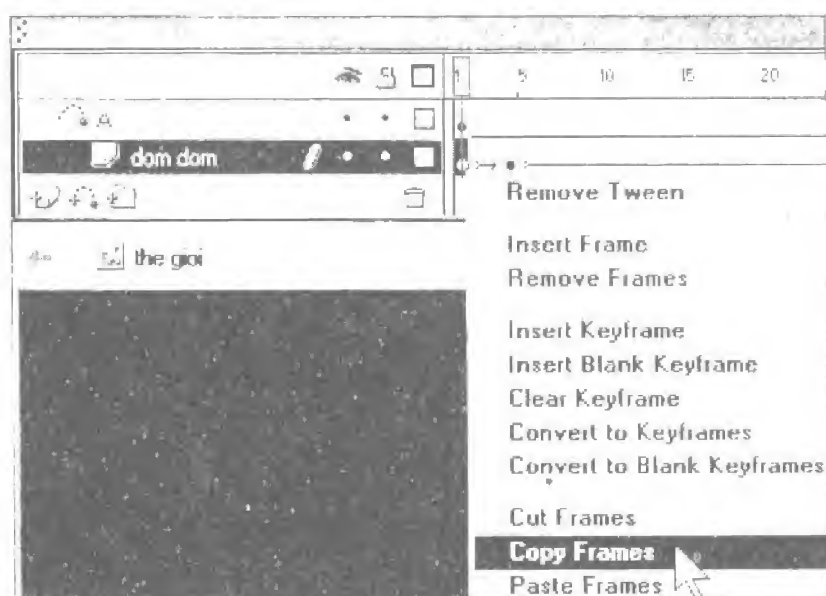 1 5 10 15 20
A
dom dom
the gioi
Remove Tween
Insert Frame
Remove Frames
Insert Keyframe
Insert Blank Keyframe
Clear Keyframe
Convert to Keyframes
Convert to Blank Keyframes
Cut Frames
Copy Frames
Paste Frames